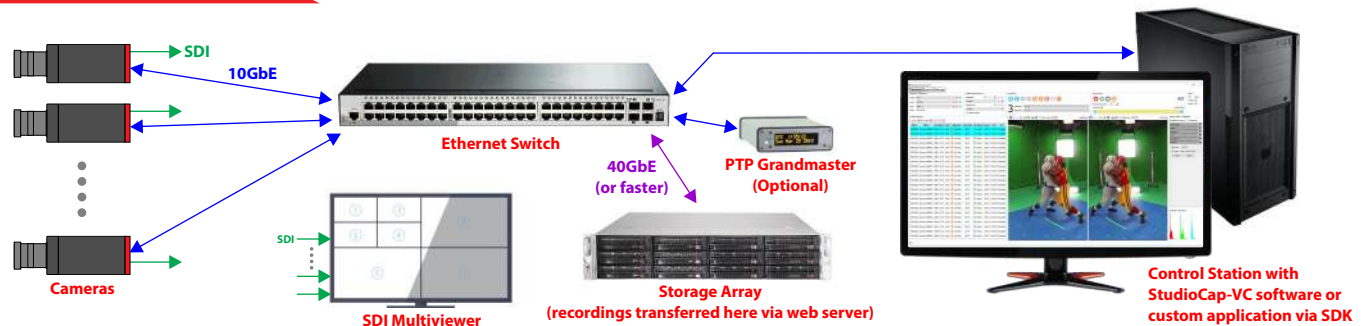 SDI
10GbE
Ethernet Switch
40GbE
(or faster)
PTP Grandmaster
(Optional)
SDI
Cameras
SDI Multiviewer
Storage Array
(recordings transferred here via web server)
Control Station with
StudioCap-VC software or
custom application via SDK